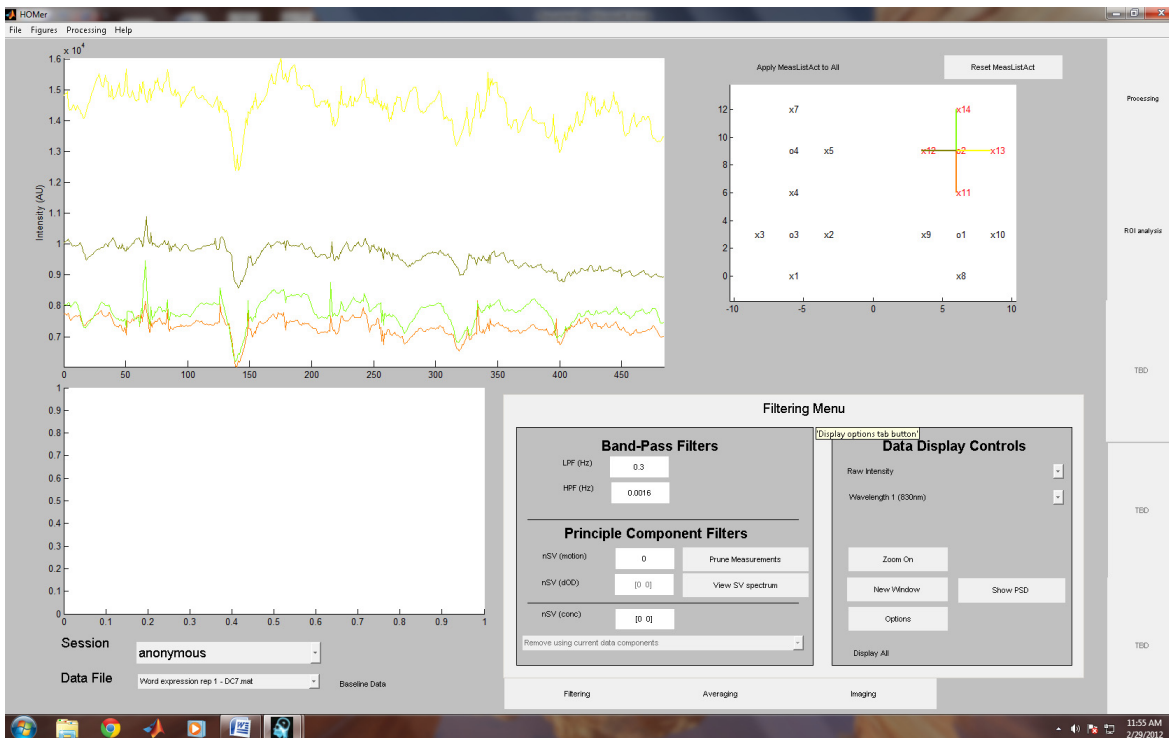 HOMer
File Figures Processing Help
x 10^4
1.6
1.5
1.4
1.2
1.1
0.9
0.8
0.7
Intensity (AU)
0 50 100 150 200 250 300 350 400 450
Apply MeasListAct to All
Reset MeasListAct
12
10
8
6
4
2
0
-10 -5 0 5 10
x7 x14
o4 x5 x12 o2 x13
x4 x11
x3 o3 x2 x9 o1 x10
x1 x8
Processing
ROI analysis
TBD
TBD
TBD
1
0.9
0.8
0.7
0.6
0.5
0.4
0.3
0.2
0.1
0
0 0.1 0.2 0.3 0.4 0.5 0.6 0.7 0.8 0.9 1
Filtering Menu
'Display options tab button'
Band-Pass Filters
LPF (Hz) 0.3
HPF (Hz) 0.0016
Principle Component Filters
nSV (motion) 0 Prune Measurements
nSV (dOD) [0 0] View SV spectrum
nSV (conc) [0 0]
Remove using current data components
Data Display Controls
Raw Intensity
Wavelength 1 (830nm)
Zoom On
New Window Show PSD
Options
Display All
Filtering Averaging Imaging
Session anonymous
Data File Word expression rep 1 - DC7.mat Baseline Data
11:55 AM
2/29/2012